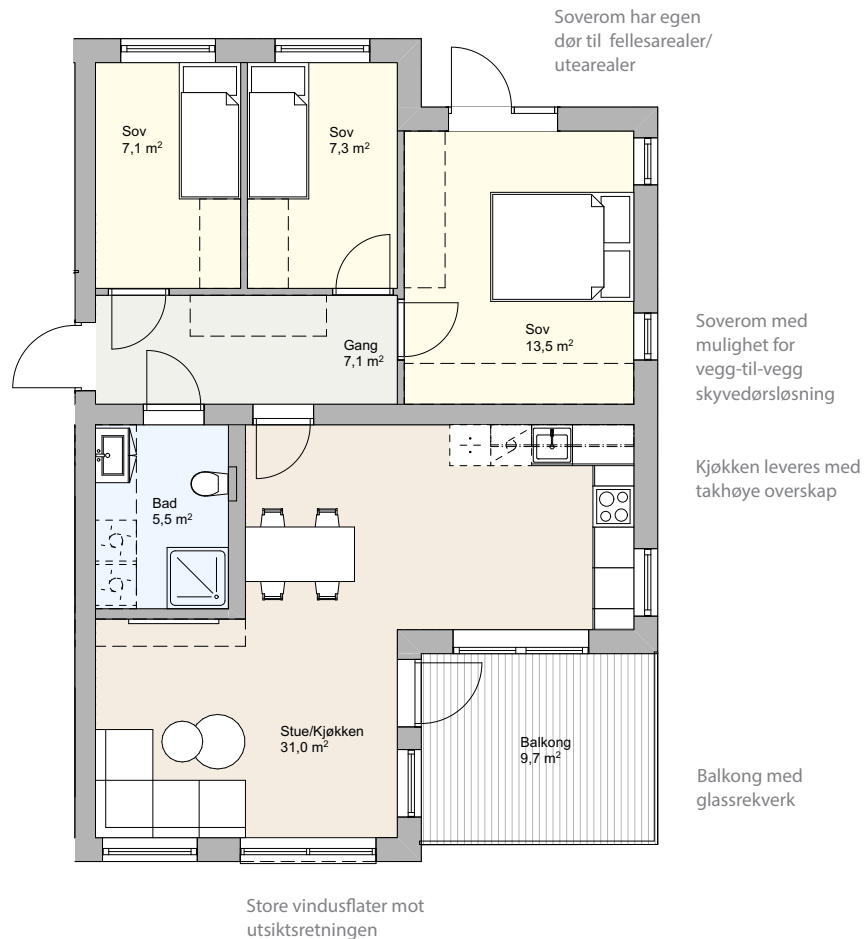 Soverom har egen
dør til fellesarealer/
utearealer
Sov
7,1 m²
Sov
7,3 m²
Sov
13,5 m²
Gang
7,1 m²
Soverom med
mulighet for
vegg-til-vegg
skyvedørsløsning
Kjøkken leveres med
takhøye overskap
Bad
5,5 m²
Stue/Kjøkken
31,0 m²
Balkong
9,7 m²
Balkong med
glassrekverk
Store vindusflater mot
utsiktsretningen